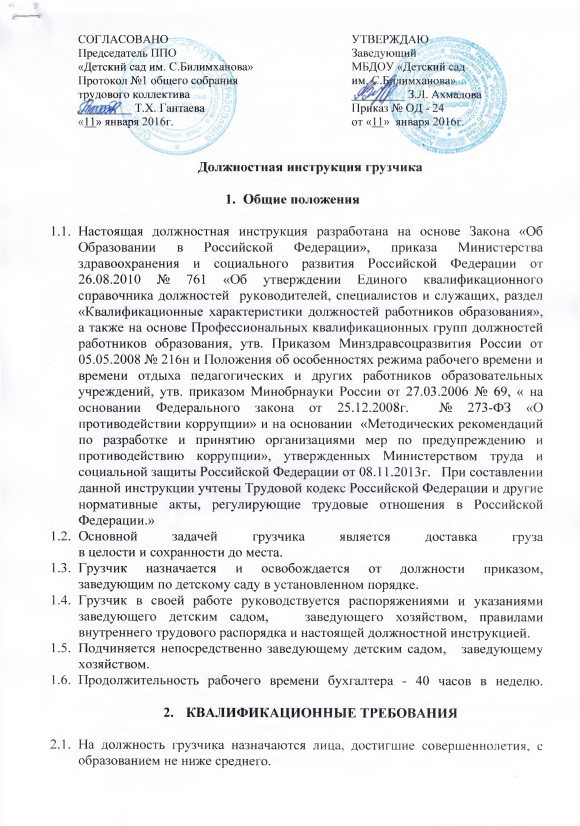 СОГЛАСОВАНО
Председатель ППО
«Детский сад им. С.Билимханова»
Протокол №1 общего собрания
трудового коллектива
Т.Х. Гантаева
«11» января 2016г.
УТВЕРЖДАЮ
Заведующий
МБДОУ «Детский сад
им. С.Билимханова»
З.Л. Ахмадова
Приказ № ОД - 24
от «11» января 2016г.
Должностная инструкция грузчика
1. Общие положения
1.1. Настоящая должностная инструкция разработана на основе Закона «Об
Образовании в Российской Федерации», приказа Министерства
здравоохранения и социального развития Российской Федерации от
26.08.2010 № 761 «Об утверждении Единого квалификационного
справочника должностей руководителей, специалистов и служащих, раздел
«Квалификационные характеристики должностей работников образования»,
а также на основе Профессиональных квалификационных групп должностей
работников образования, утв. Приказом Минздравсоцразвития России от
05.05.2008 № 216н и Положения об особенностях режима рабочего времени и
времени отдыха педагогических и других работников образовательных
учреждений, утв. приказом Минобрнауки России от 27.03.2006 № 69, « на
основании Федерального закона от 25.12.2008г. № 273-ФЗ «О
противодействии коррупции» и на основании «Методических рекомендаций
по разработке и принятию организациями мер по предупреждению и
противодействию коррупции», утвержденных Министерством труда и
социальной защиты Российской Федерации от 08.11.2013г. При составлении
данной инструкции учтены Трудовой кодекс Российской Федерации и другие
нормативные акты, регулирующие трудовые отношения в Российской
Федерации.»
1.2. Основной задачей грузчика является доставка груза
в целости и сохранности до места.
1.3. Грузчик назначается и освобождается от должности приказом,
заведующим по детскому саду в установленном порядке.
1.4. Грузчик в своей работе руководствуется распоряжениями и указаниями
заведующего детским садом, заведующего хозяйством, правилами
внутреннего трудового распорядка и настоящей должностной инструкцией.
1.5. Подчиняется непосредственно заведующему детским садом, заведующему
хозяйством.
1.6. Продолжительность рабочего времени бухгалтера - 40 часов в неделю.
2. КВАЛИФИКАЦИОННЫЕ ТРЕБОВАНИЯ
2.1. На должность грузчика назначаются лица, достигшие совершеннолетия, с
образованием не ниже среднего.